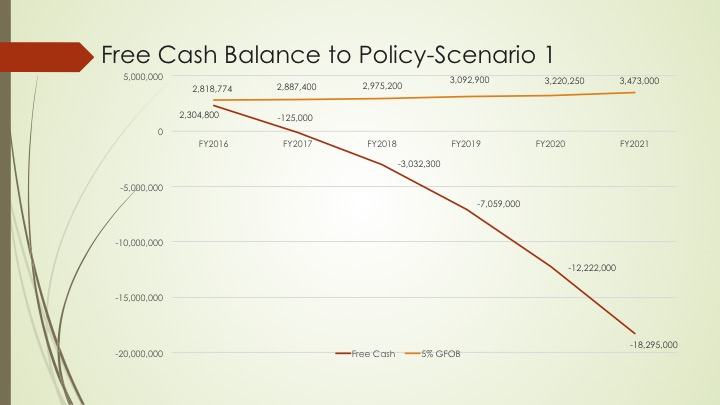 Free Cash Balance to Policy-Scenario 1
5,000,000
2,818,774
2,887,400
2,975,200
3,092,900
3,220,250
3,473,000
2,304,800
-125,000
0
FY2016
FY2017
FY2018
FY2019
FY2020
FY2021
-3,032,300
-5,000,000
-7,059,000
-10,000,000
-12,222,000
-15,000,000
-18,295,000
-20,000,000
Free Cash
5% GFOB